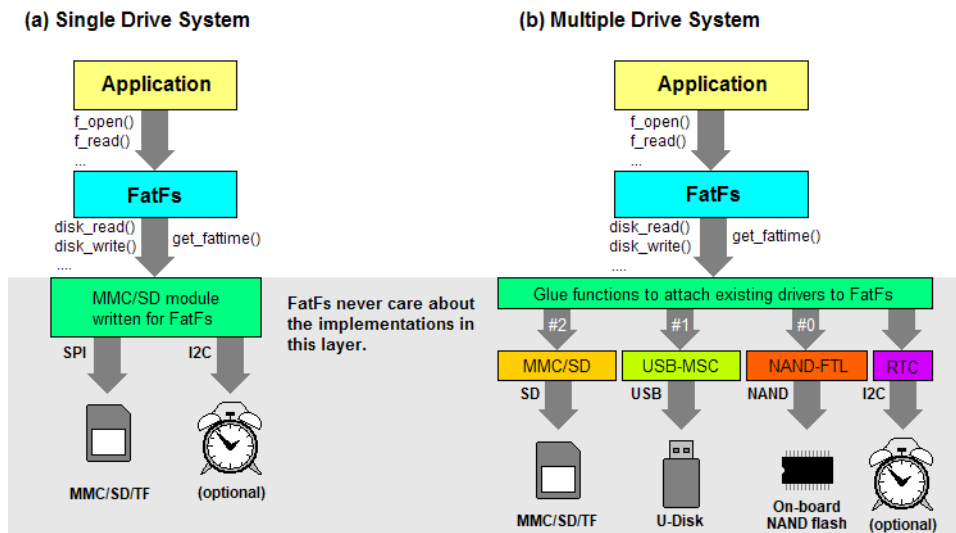 (a) Single Drive System
Application
f_open()
f_read()
...
FatFs
disk_read()
disk_write()
....
get_fattime()
MMC/SD module
written for FatFs
SPI
I2C
MMC/SD/TF
(optional)
FatFs never care about
the implementations in
this layer.
(b) Multiple Drive System
Application
f_open()
f_read()
...
FatFs
disk_read()
disk_write()
....
get_fattime()
Glue functions to attach existing drivers to FatFs
#2
#1
#0
MMC/SD
USB-MSC
NAND-FTL
RTC
SD
USB
NAND
I2C
MMC/SD/TF
U-Disk
On-board
NAND flash
(optional)